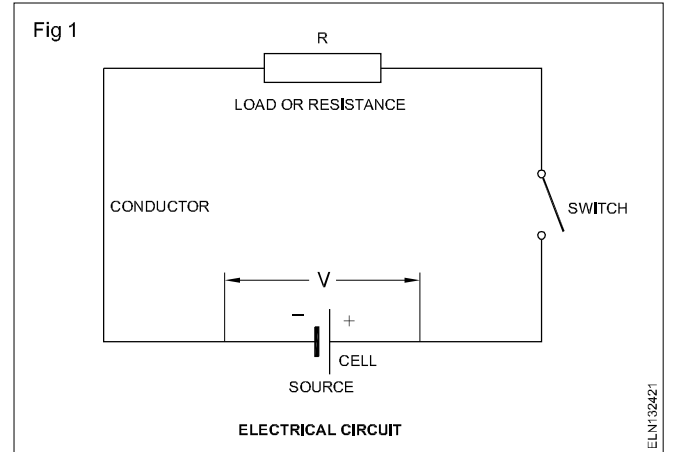 Fig 1
R
LOAD OR RESISTANCE
CONDUCTOR
SWITCH
V
– +
CELL
SOURCE
ELECTRICAL CIRCUIT
ELN132421